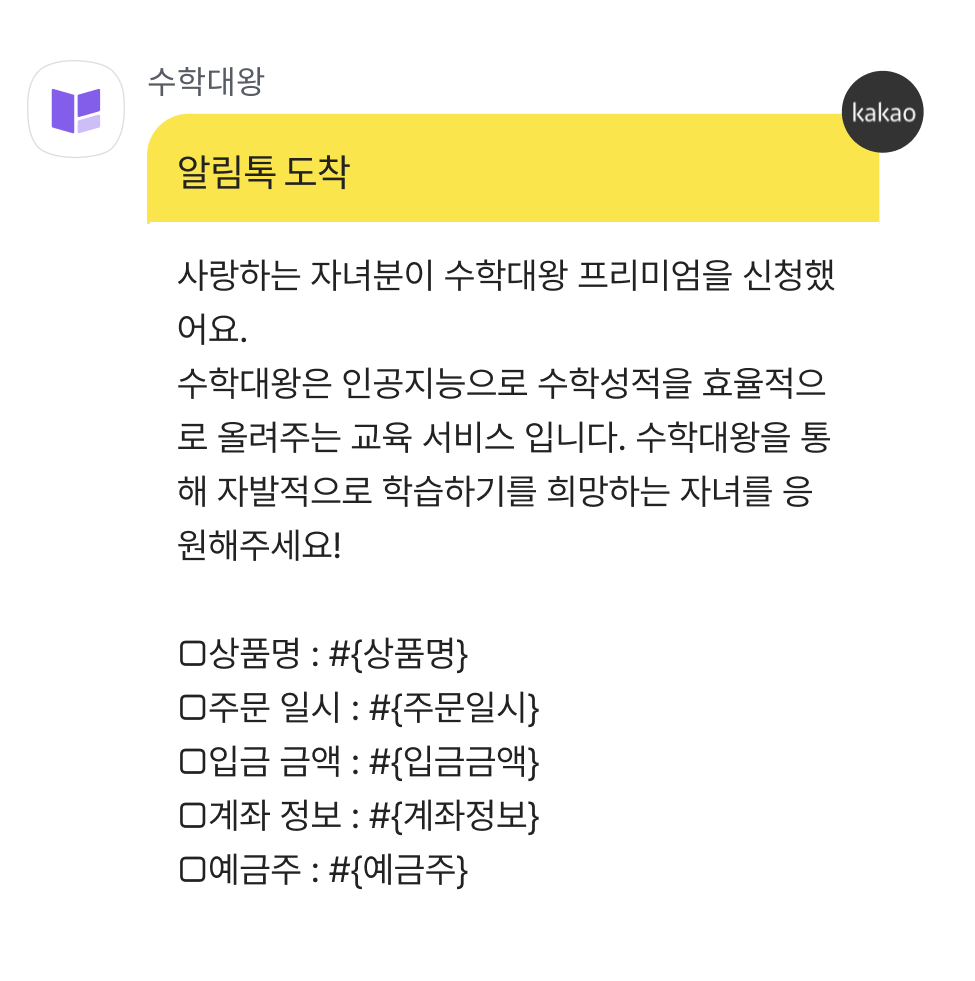 수학대왕
kakao
알림톡 도착
사랑하는 자녀분이 수학대왕 프리미엄을 신청했
어요.
수학대왕은 인공지능으로 수학성적을 효율적으
로 올려주는 교육 서비스 입니다. 수학대왕을 통
해 자발적으로 학습하기를 희망하는 자녀를 응
원해주세요!
▢상품명 : #{상품명}
▢주문 일시 : #{주문일시}
▢입금 금액 : #{입금금액}
▢계좌 정보 : #{계좌정보}
▢예금주 : #{예금주}